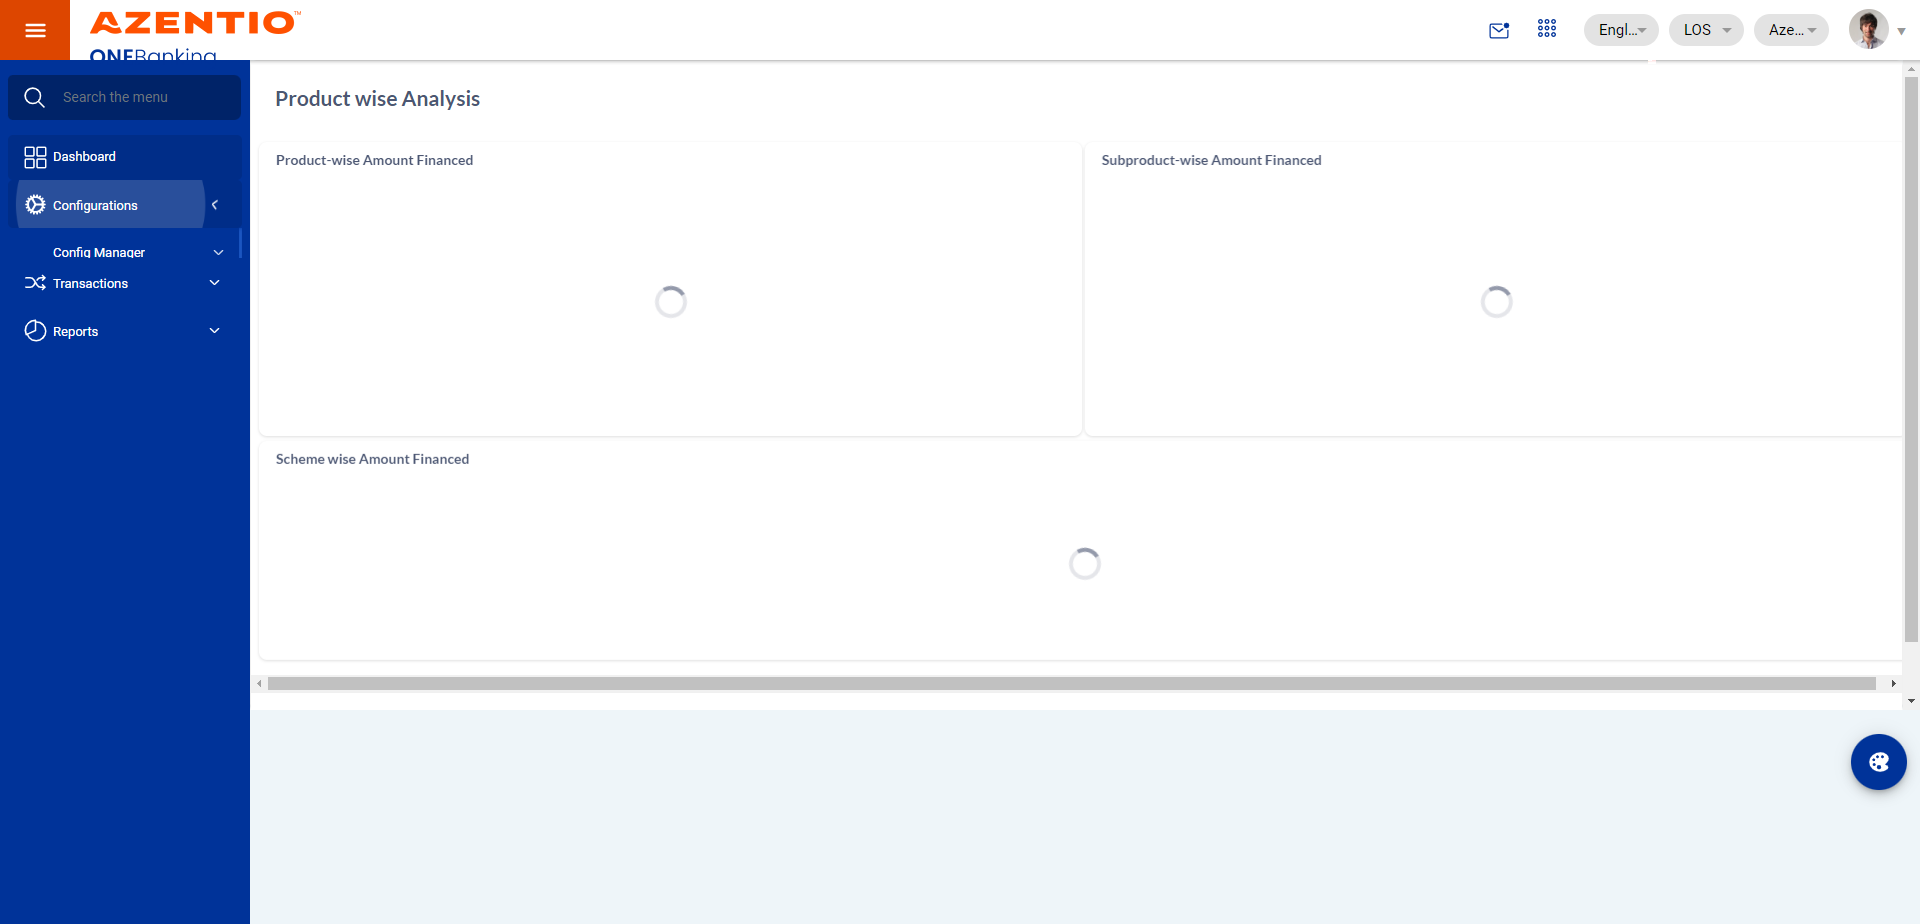 AZENTIO™
ONEBanking
Engl...
LOS
Aze...
Search the menu
Dashboard
Configurations
Config Manager
Transactions
Reports
Product wise Analysis
Product-wise Amount Financed
Subproduct-wise Amount Financed
Scheme wise Amount Financed